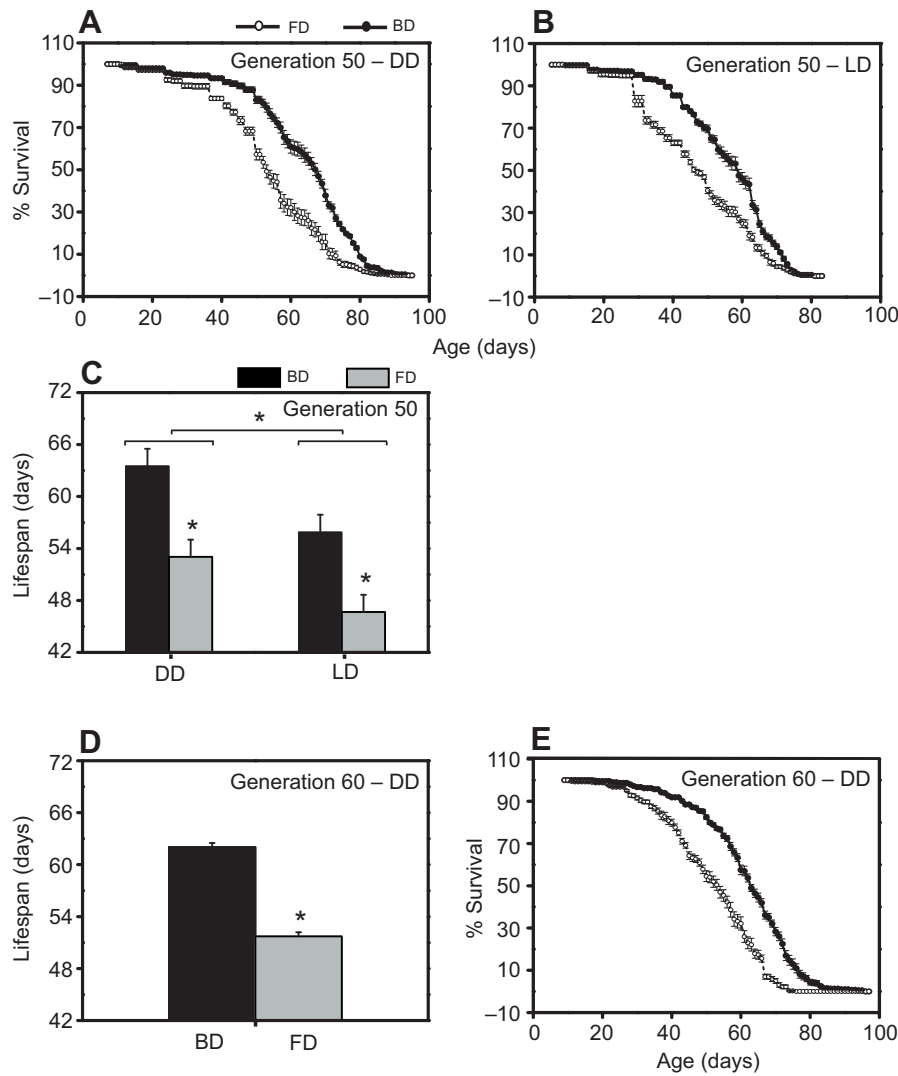 A
FD
BD
B
110
90
70
50
30
10
–10
% Survival
Generation 50 – DD
0
20
40
60
80
100
110
90
70
50
30
10
–10
Generation 50 – LD
0
20
40
60
80
100
Age (days)
C
BD
FD
72
66
60
54
48
42
Lifespan (days)
Generation 50
*
*
*
DD
LD
D
72
66
60
54
48
42
Lifespan (days)
Generation 60 – DD
*
BD
FD
E
110
90
70
50
30
10
–10
% Survival
Generation 60 – DD
0
20
40
60
80
100
Age (days)